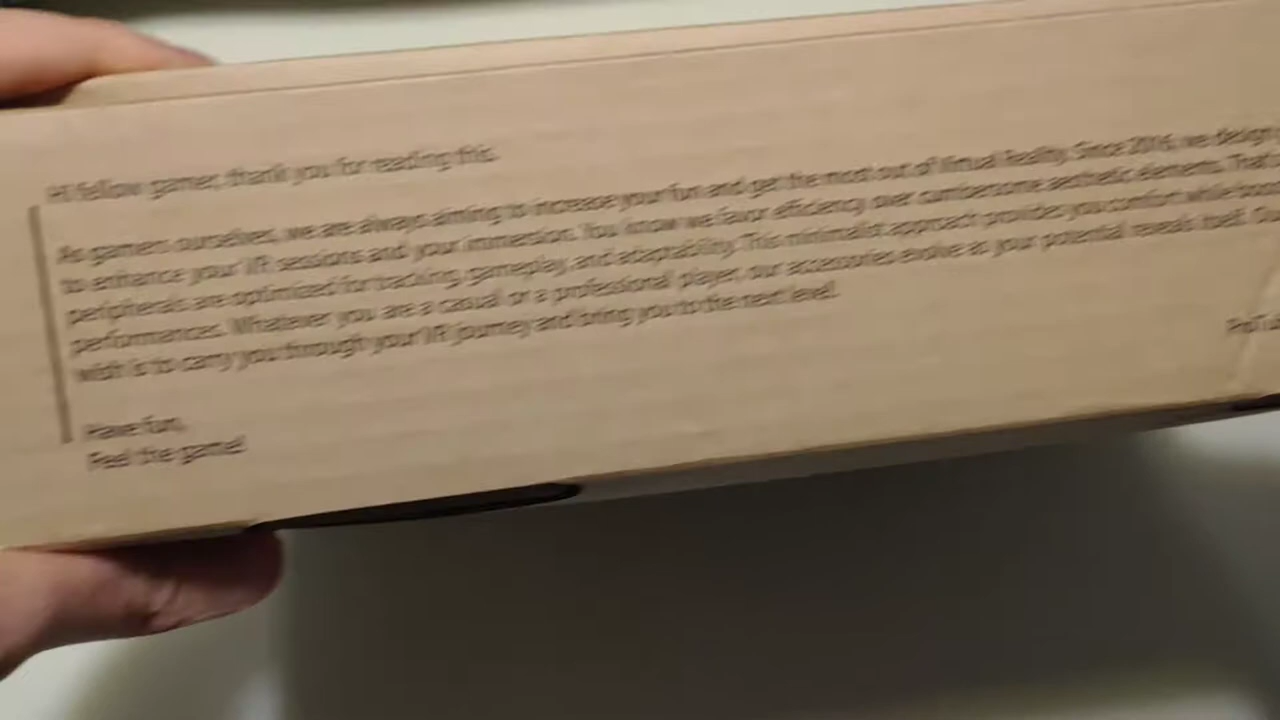 Hi fellow gamer, thank you for reading this.
As gamers ourselves, we are always aiming to increase your fun and get the most out of Virtual Reality. Since 2016, we design
to enhance your VR sessions and your immersion. You know we favor efficiency over cumbersome aesthetic elements. That's
peripherals are optimized for tracking, gameplay, and adaptability. This minimalist approach provides you comfort while
performances. Whatever you are a casual or a professional player, our accessories evolve as your potential reveals itself. Our
wish is to carry you through your VR journey and bring you to the next level.
Have fun,
Feel the game!